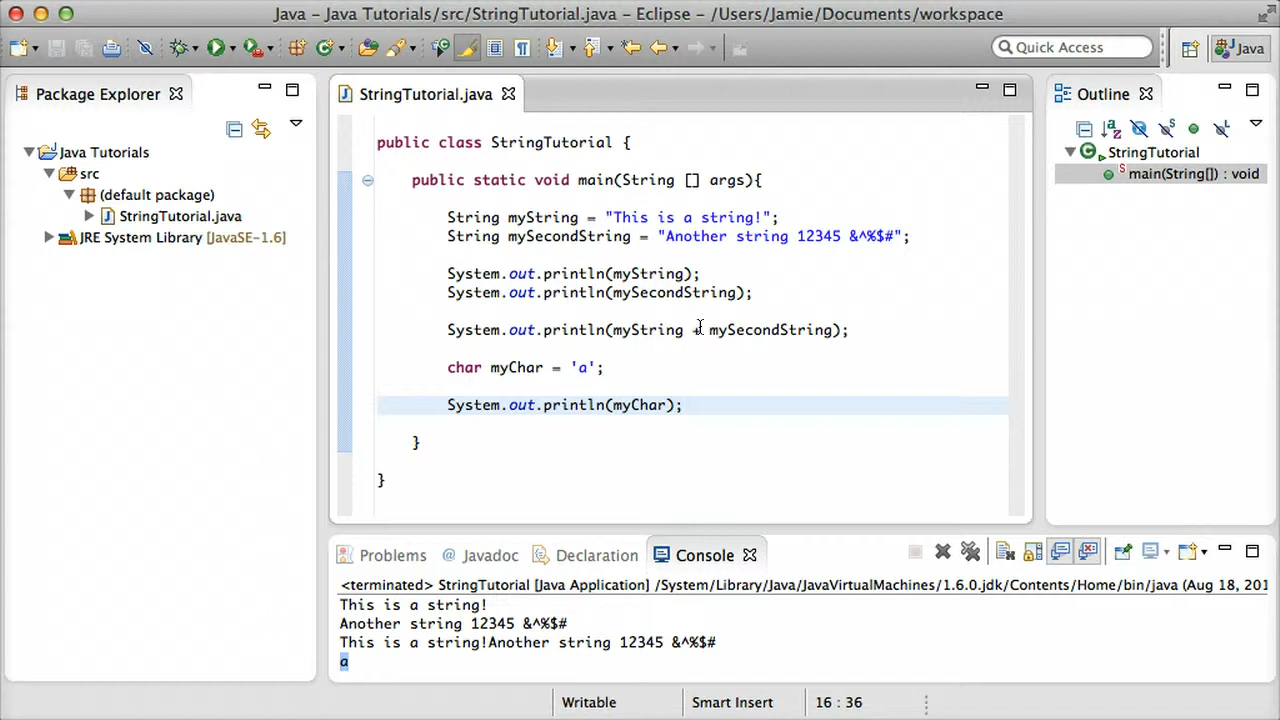 Java - Java Tutorials/src/StringTutorial.java - Eclipse - /Users/Jamie/Documents/workspace
Quick Access
Java
Package Explorer
Java Tutorials
src
(default package)
StringTutorial.java
JRE System Library [JavaSE-1.6]
StringTutorial.java
public class StringTutorial {
public static void main(String [] args){
String myString = "This is a string!";
String mySecondString = "Another string 12345 &^%$#";
System.out.println(myString);
System.out.println(mySecondString);
System.out.println(myString + mySecondString);
char myChar = 'a';
System.out.println(myChar);
}
}
Outline
StringTutorial
main(String[]) : void
Problems
Javadoc
Declaration
Console
<terminated> StringTutorial [Java Application] /System/Library/Java/JavaVirtualMachines/1.6.0.jdk/Contents/Home/bin/java (Aug 18, 201
This is a string!
Another string 12345 &^%$#
This is a string!Another string 12345 &^%$#
a
Writable
Smart Insert
16 : 36